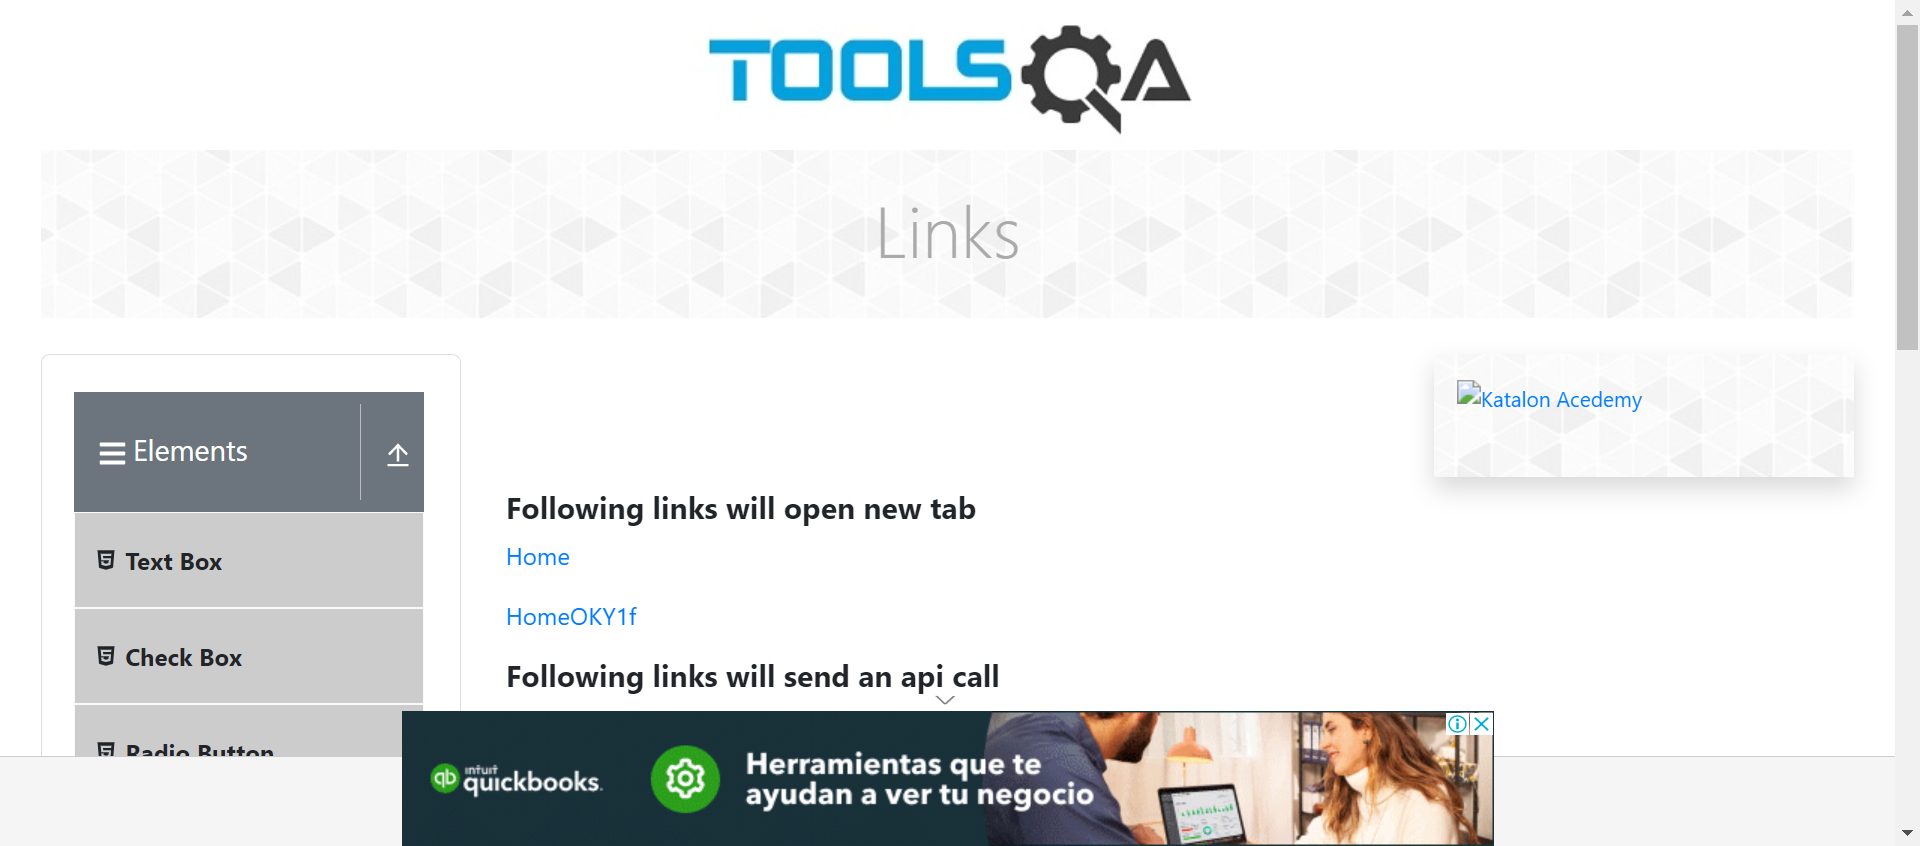 TOOLSQA
Links
Elements
Katalon Acedemy
Following links will open new tab
Home
HomeOKY1f
Text Box
Check Box
Radio Button
Following links will send an api call
qb intuit quickbooks.
Herramientas que te
ayudan a ver tu negocio